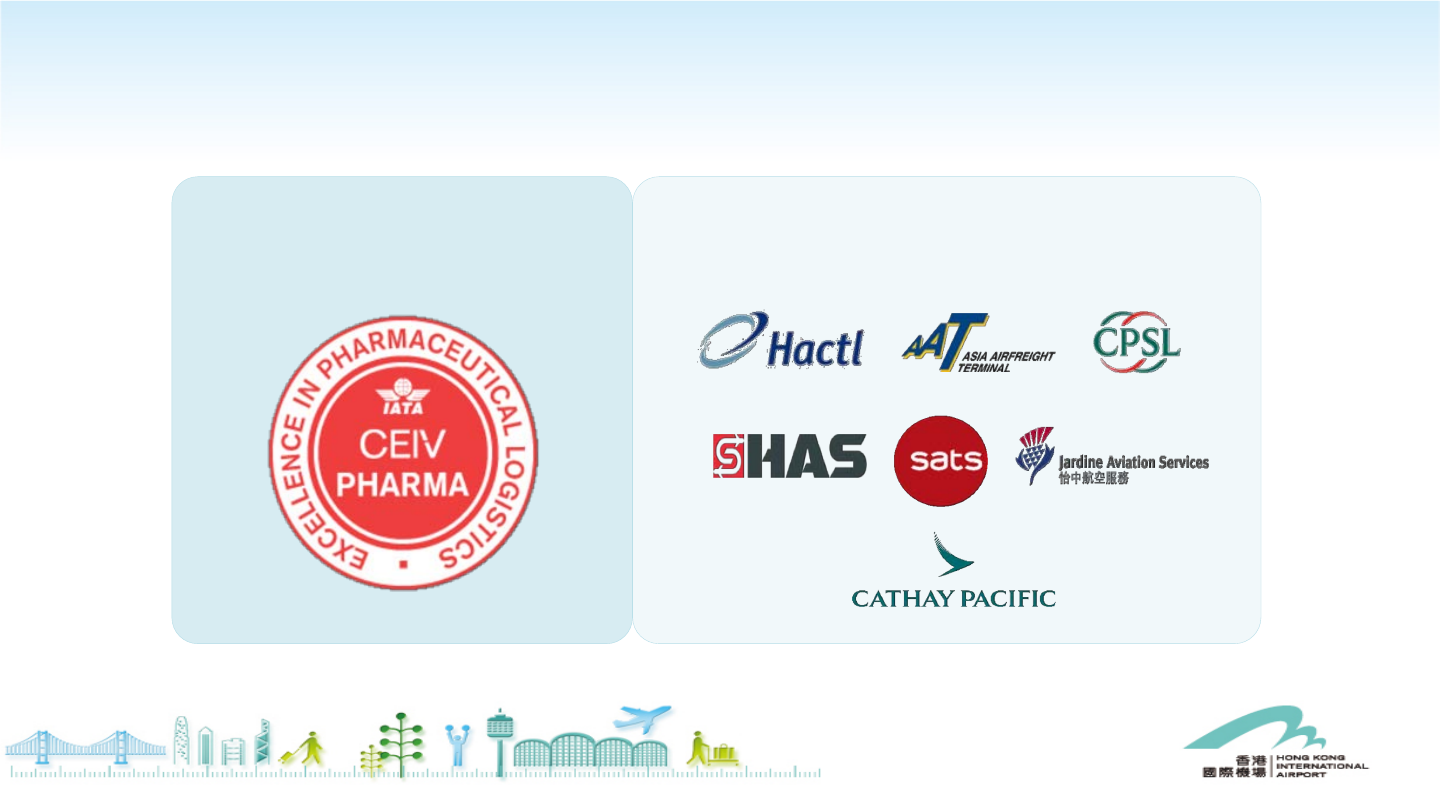 EXCELLENCE IN PHARMACEUTICAL LOGISTICS
IATA
CEIV
PHARMA
Hactl
AAT
ASIA AIRFREIGHT
TERMINAL
CPSL
SHAS
sats
Jardine Aviation Services
怡中航空服務
CATHAY PACIFIC
香港
國際機場
HONG KONG
INTERNATIONAL
AIRPORT